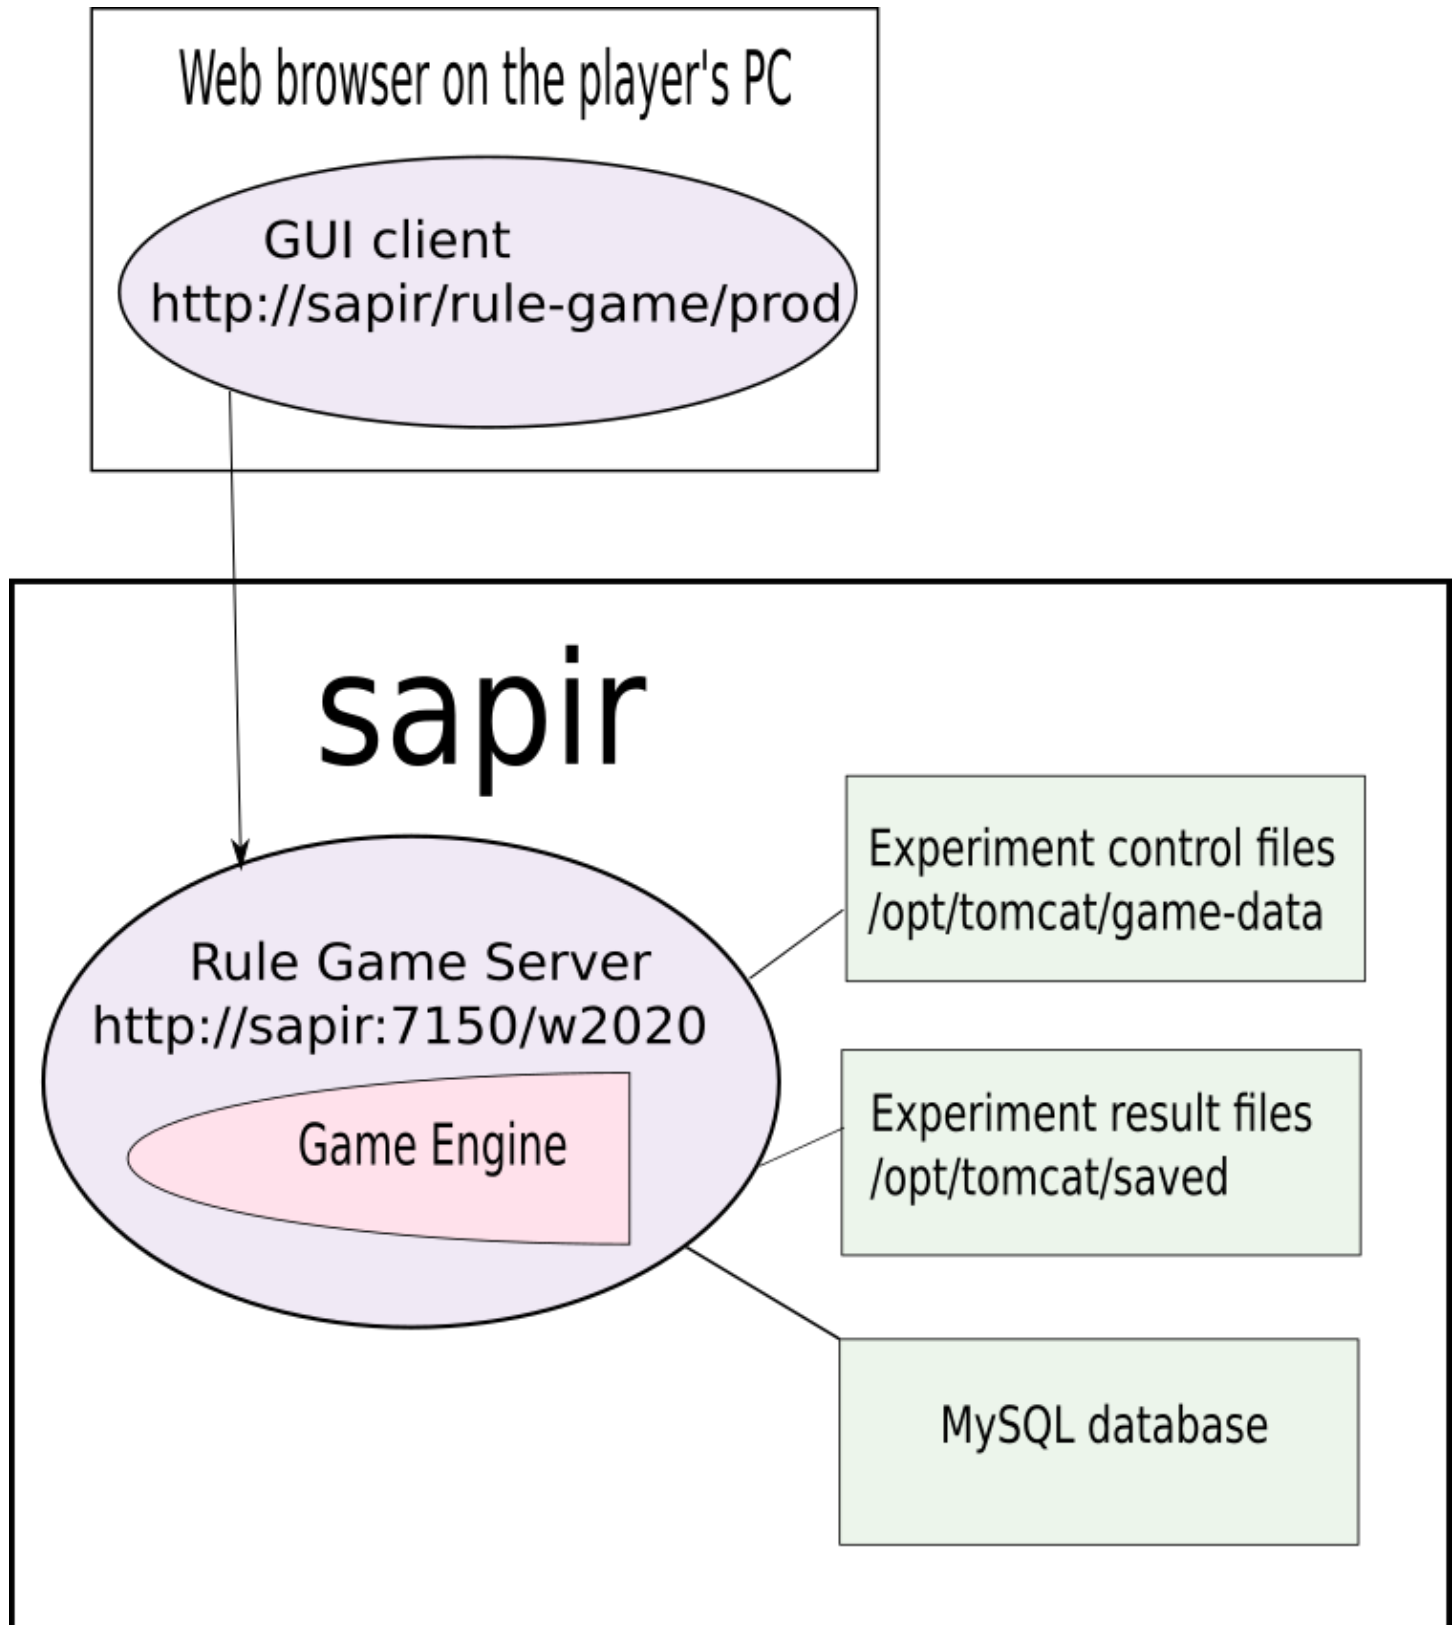 Web browser on the player's PC
GUI client
http://sapir/rule-game/prod
sapir
Experiment control files
/opt/tomcat/game-data
Rule Game Server
http://sapir:7150/w2020
Game Engine
Experiment result files
/opt/tomcat/saved
MySQL database